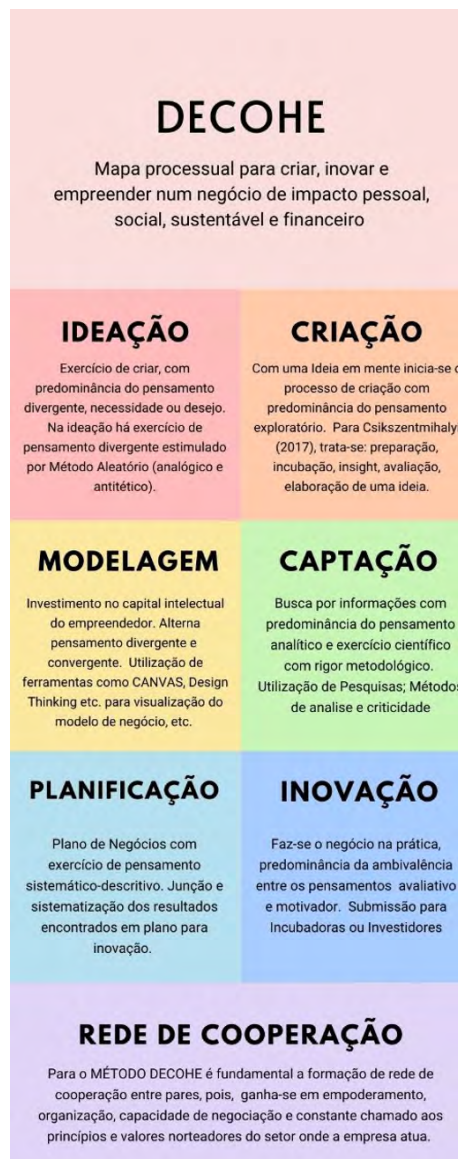 DECOHE
Mapa processual para criar, inovar e
empreender num negócio de impacto pessoal,
social, sustentável e financeiro
IDEAÇÃO
Exercício de criar, com
predominância do pensamento
divergente, necessidade ou desejo.
Na ideação há exercício de
pensamento divergente estimulado
por Método Aleatório (analógico e
antitético).
CRIAÇÃO
Com uma Ideia em mente inicia-se o
processo de criação com
predominância do pensamento
exploratório. Para Csikszentmihaly
(2017), trata-se: preparação,
incubação, insight, avaliação,
elaboração de uma ideia.
MODELAGEM
Investimento no capital intelectual
do empreendedor. Alterna
pensamento divergente e
convergente. Utilização de
ferramentas como CANVAS, Design
Thinking etc. para visualização do
modelo de negócio, etc.
CAPTAÇÃO
Busca por informações com
predominância do pensamento
analítico e exercício científico
com rigor metodológico.
Utilização de Pesquisas; Métodos
de analise e criticidade
PLANIFICAÇÃO
Plano de Negócios com
exercício de pensamento
sistemático-descritivo. Junção e
sistematização dos resultados
encontrados em plano para
inovação.
INOVAÇÃO
Faz-se o negócio na prática,
predominância da ambivalência
entre os pensamentos avaliativo
e motivador. Submissão para
Incubadoras ou Investidores
REDE DE COOPERAÇÃO
Para o MÉTODO DECOHE é fundamental a formação de rede de
cooperação entre pares, pois, ganha-se em empoderamento,
organização, capacidade de negociação e constante chamado aos
princípios e valores norteadores do setor onde a empresa atua.